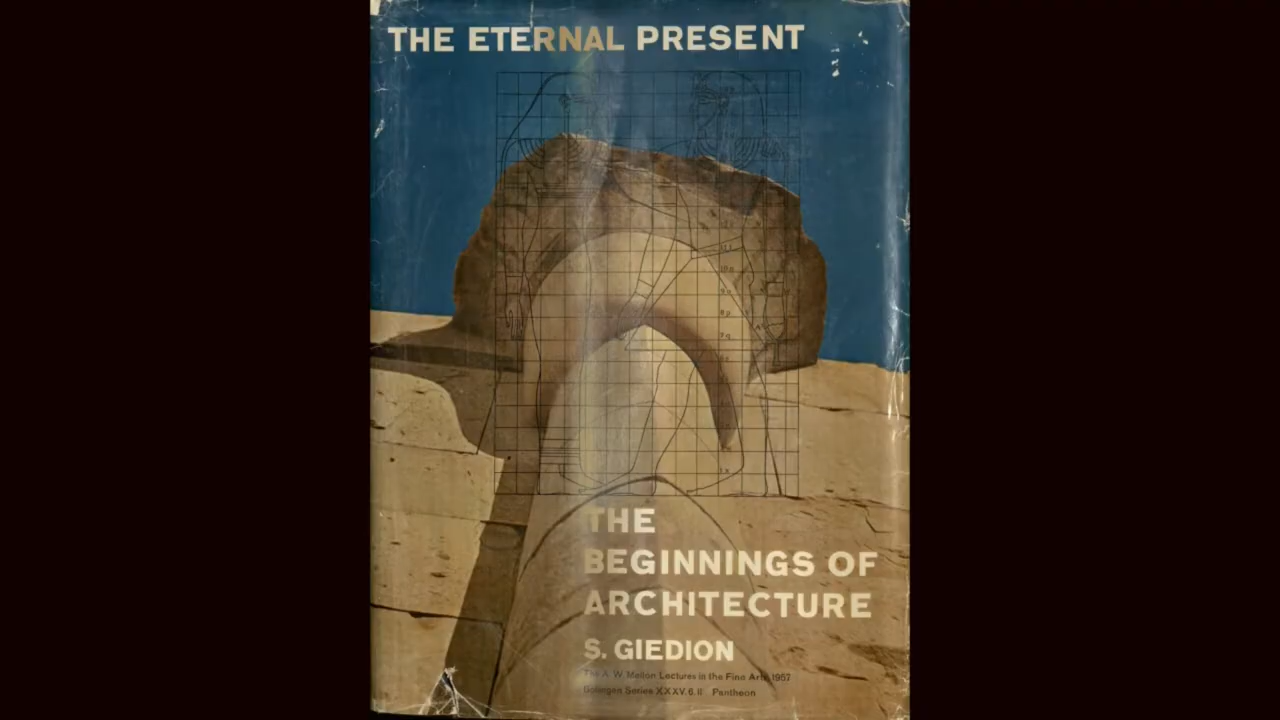 THE ETERNAL PRESENT
THE
BEGINNINGS OF
ARCHITECTURE
S. GIEDION
The A. W. Mellon Lectures in the Fine Arts, 1957
Bollingen Series XXXV. 6. II Pantheon